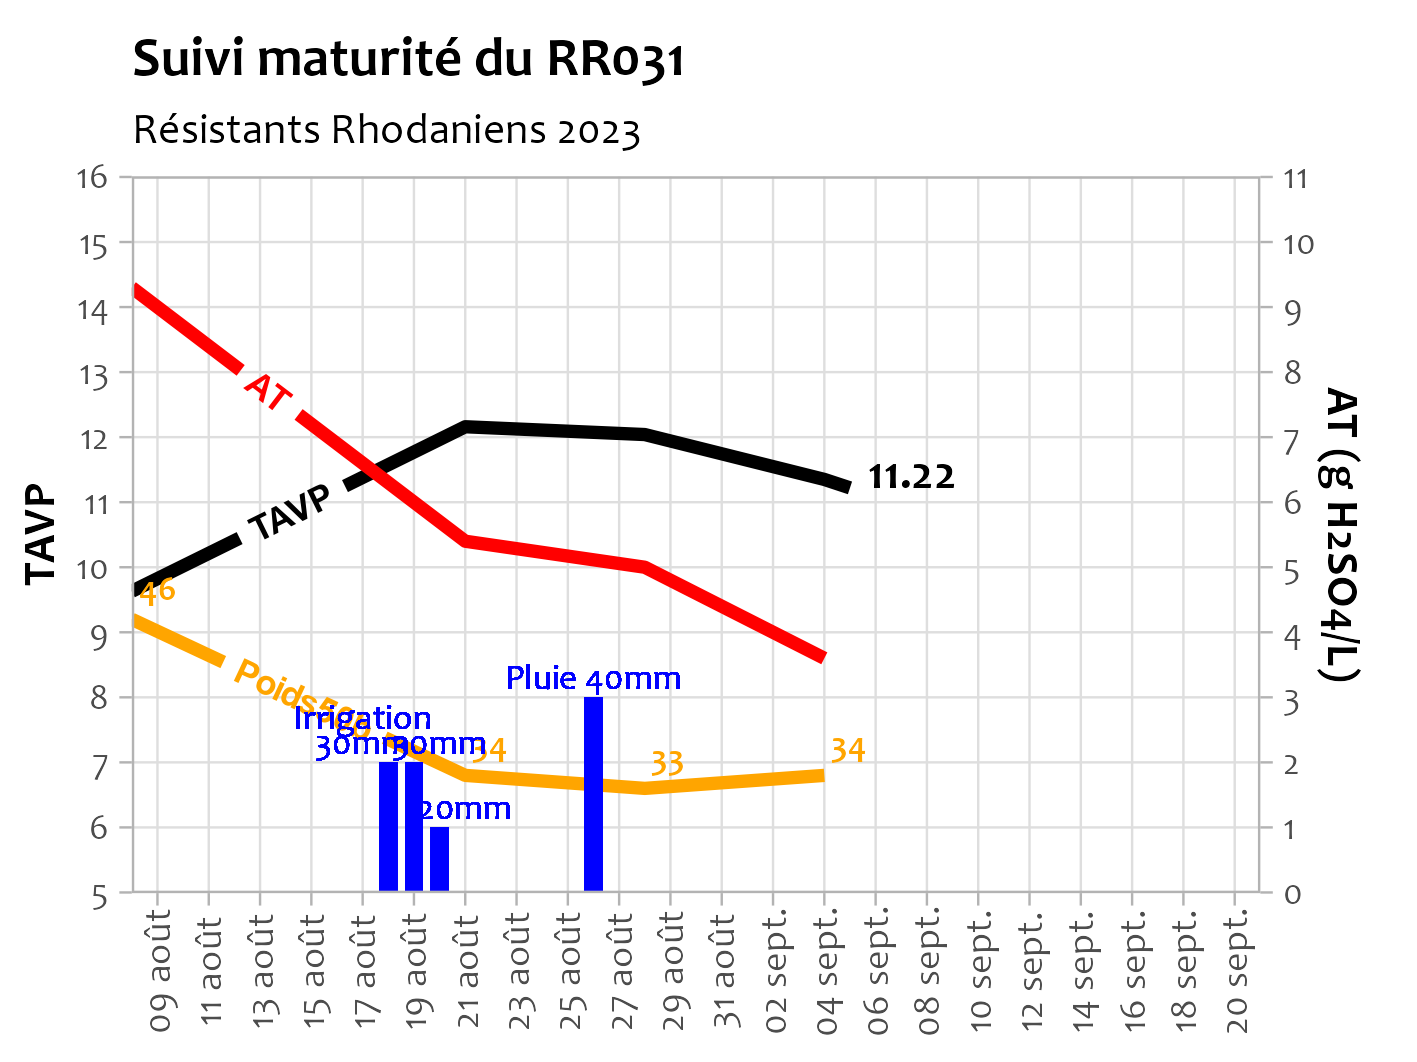 Suivi maturité du RR031
Résistants Rhodaniens 2023
16
15
14
13
12
11
10
9
8
7
6
5
TAVP
11
10
9
8
7
6
5
4
3
2
1
0
AT (g H2SO4/L)
AT
TAVP
11.22
46
Poids500
Irrigation
30mm
30mm
20mm
Pluie 40mm
34
33
34
09 août
11 août
13 août
15 août
17 août
19 août
21 août
23 août
25 août
27 août
29 août
31 août
02 sept.
04 sept.
06 sept.
08 sept.
10 sept.
12 sept.
14 sept.
16 sept.
18 sept.
20 sept.